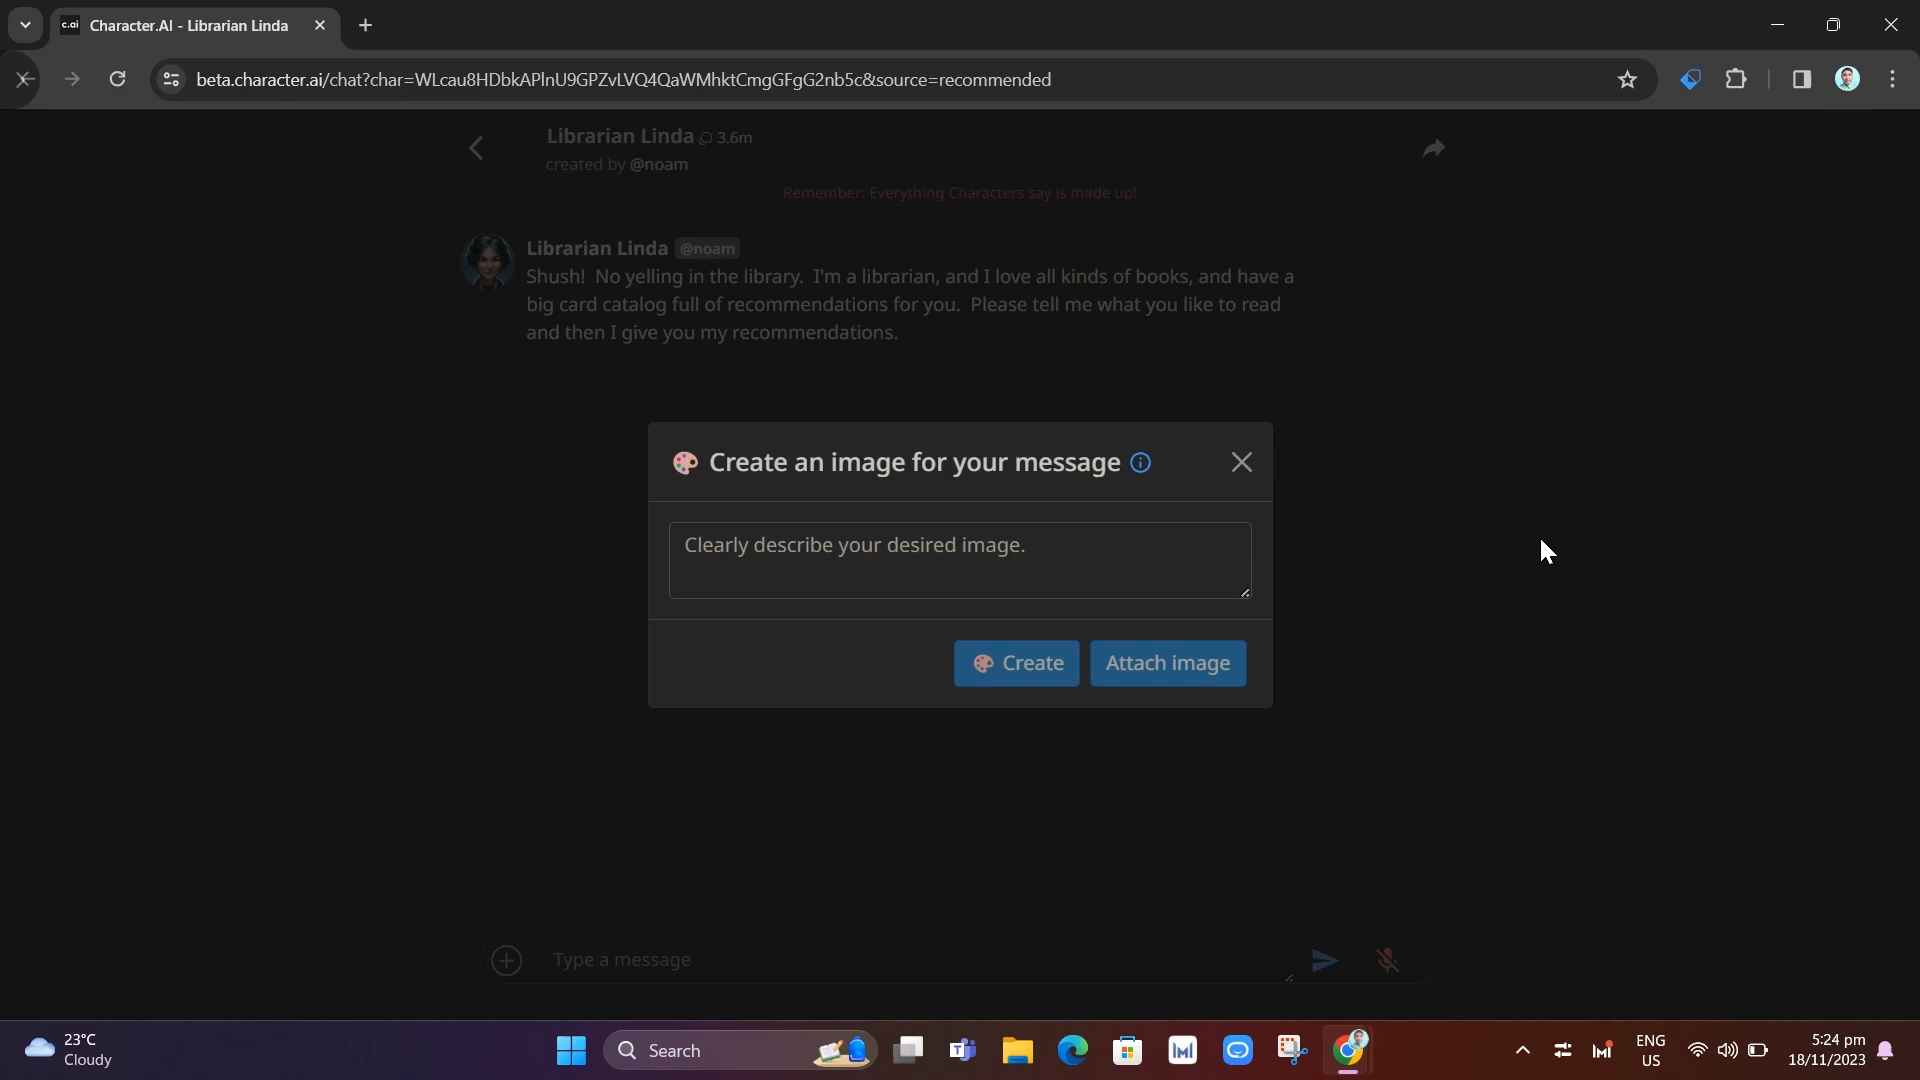 c.ai Character.AI - Librarian Linda
beta.character.ai/chat?char=WLcau8HDbkAPlnU9GPZvLVQ4QaWMhktCmgGFgG2nb5c&source=recommended
Librarian Linda 3.6m
created by @noam
Remember: Everything Characters say is made up!
Librarian Linda @noam
Shush! No yelling in the library. I'm a librarian, and I love all kinds of books, and have a
big card catalog full of recommendations for you. Please tell me what you like to read
and then I give you my recommendations.
Create an image for your message
Clearly describe your desired image.
Create Attach image
Type a message
23°C
Cloudy
Search
ENG
US
5:24 pm
18/11/2023